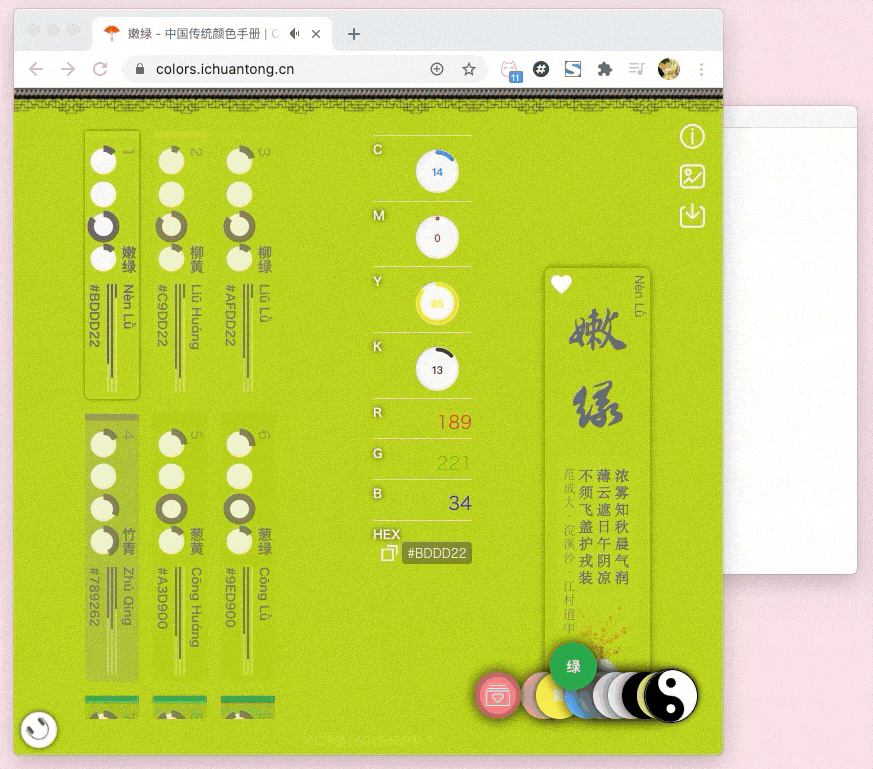 嫩绿 - 中国传统颜色手册 | C
colors.ichuantong.cn
11
1
嫩绿
Nèn Lǜ
#BDDD22
2
柳黄
Liǔ Huáng
#C9DD22
3
柳绿
Liǔ Lǜ
#AFDD22
4
竹青
Zhú Qīng
#789262
5
葱黄
Cōng Huáng
#A3D900
6
葱绿
Cōng Lǜ
#9ED900
C
14
M
0
Y
85
K
13
R
189
G
221
B
34
HEX
#BDDD22
Nèn Lǜ
嫩绿
浓雾知秋晨气润
薄云遮日午阴凉
不须飞盖护戎装
范成大·浣溪沙·江村道中
绿